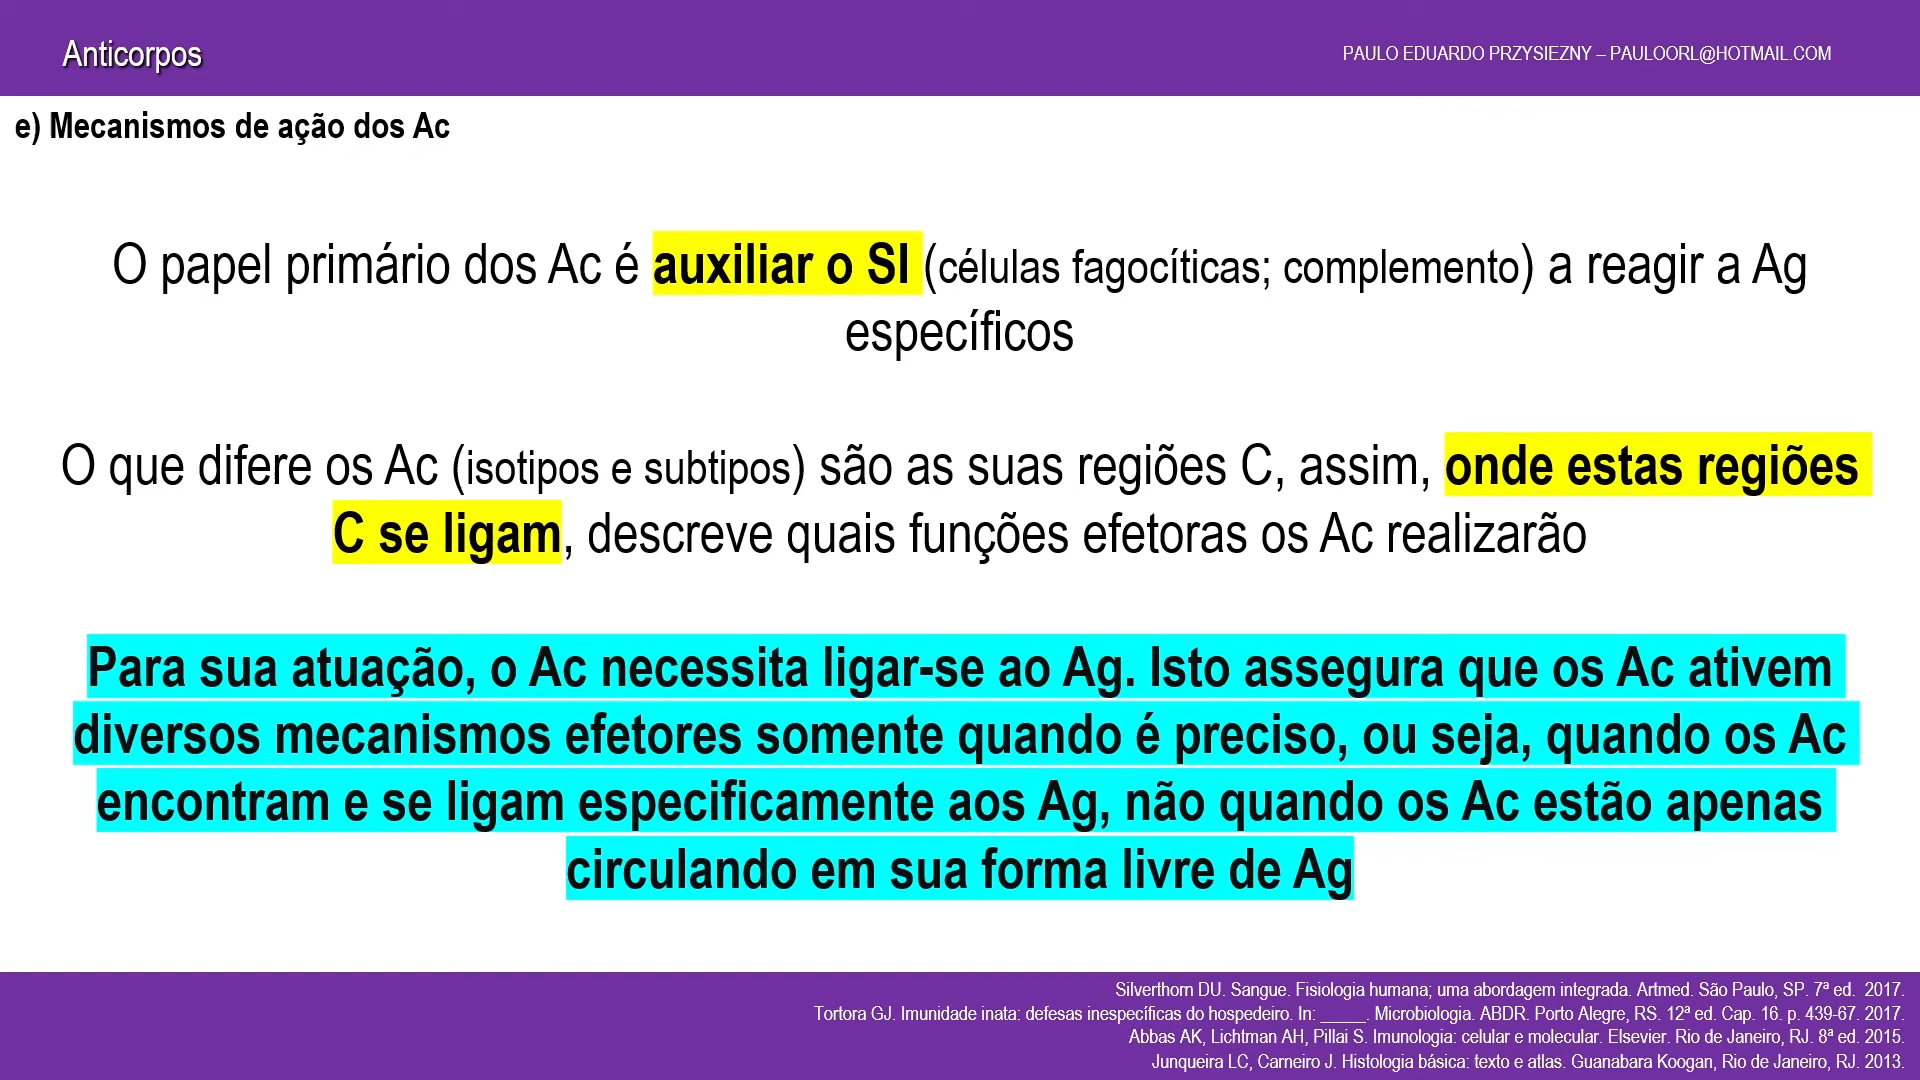 Anticorpos
PAULO EDUARDO PRZYSIEZNY – PAULOORL@HOTMAIL.COM
e) Mecanismos de ação dos Ac
O papel primário dos Ac é auxiliar o SI (células fagocíticas; complemento) a reagir a Ag
específicos
O que difere os Ac (isotipos e subtipos) são as suas regiões C, assim, onde estas regiões
C se ligam, descreve quais funções efetoras os Ac realizarão
Para sua atuação, o Ac necessita ligar-se ao Ag. Isto assegura que os Ac ativem
diversos mecanismos efetores somente quando é preciso, ou seja, quando os Ac
encontram e se ligam especificamente aos Ag, não quando os Ac estão apenas
circulando em sua forma livre de Ag
Silverthorn DU. Sangue. Fisiologia humana; uma abordagem integrada. Artmed. São Paulo, SP. 7ª ed. 2017.
Tortora GJ. Imunidade inata: defesas inespecíficas do hospedeiro. In: _____. Microbiologia. ABDR. Porto Alegre, RS. 12ª ed. Cap. 16. p. 439-67. 2017.
Abbas AK, Lichtman AH, Pillai S. Imunologia: celular e molecular. Elsevier. Rio de Janeiro, RJ. 8ª ed. 2015.
Junqueira LC, Carneiro J. Histologia básica: texto e atlas. Guanabara Koogan, Rio de Janeiro, RJ. 2013.